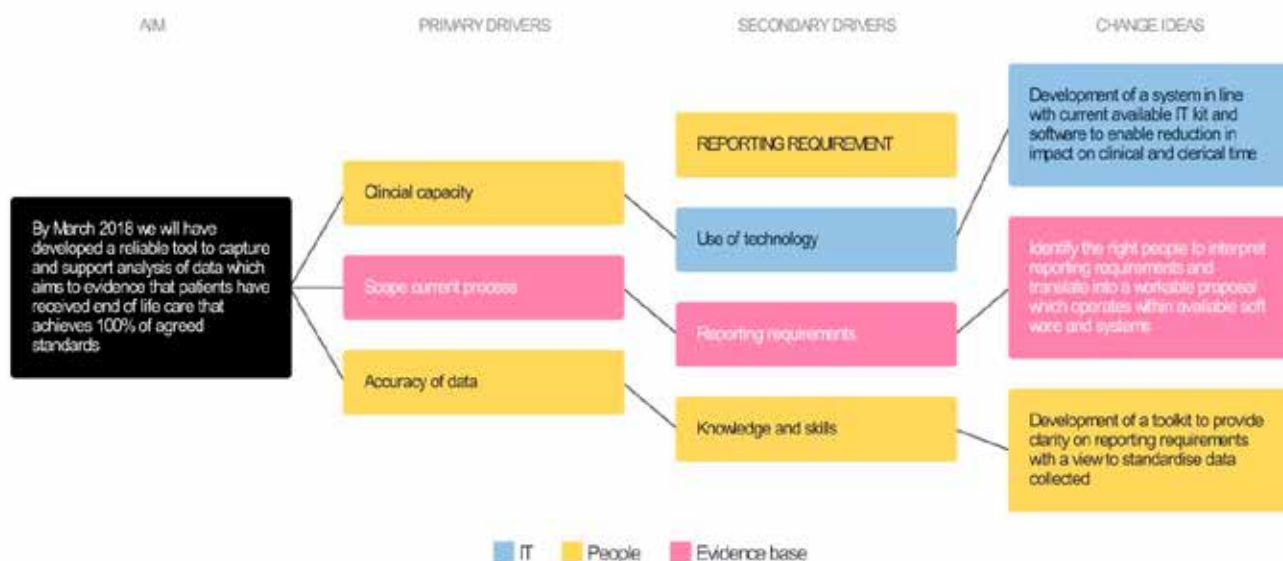 AIM
PRIMARY DRIVERS
SECONDARY DRIVERS
CHANGE IDEAS
By March 2018 we will have
developed a reliable tool to capture
and support analysis of data which
aims to evidence that patients have
received end of life care that
achieves 100% of agreed
standards
Clincial capacity
Scope current process
Accuracy of data
REPORTING REQUIREMENT
Use of technology
Reporting requirements
Knowledge and skills
Development of a system in line
with current available IT kit and
software to enable reduction in
impact on clinical and clerical time
Identify the right people to interpret
reporting requirements and
translate into a workable proposal
which operates within available soft
ware and systems
Development of a toolkit to provide
clarity on reporting requirements
with a view to standardise data
collected
IT
People
Evidence base